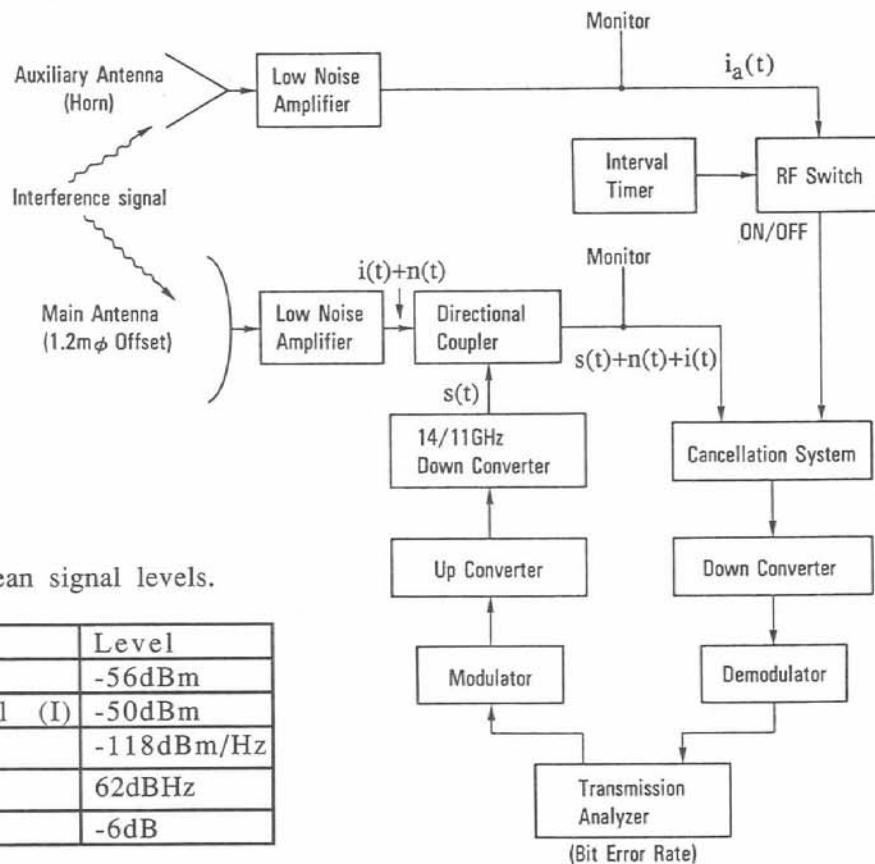 Monitor
i_a(t)
Auxiliary Antenna
(Horn)
Low Noise
Amplifier
Interval
Timer
RF Switch
Interference signal
ON/OFF
Monitor
i(t)+n(t)
Main Antenna
(1.2mφ Offset)
Low Noise
Amplifier
Directional
Coupler
s(t)+n(t)+i(t)
s(t)
14/11GHz
Down Converter
Cancellation System
ean signal levels.
Up Converter
Down Converter
Level
-56dBm
l (I) -50dBm
-118dBm/Hz
62dBHz
-6dB
Modulator
Demodulator
Transmission
Analyzer
(Bit Error Rate)